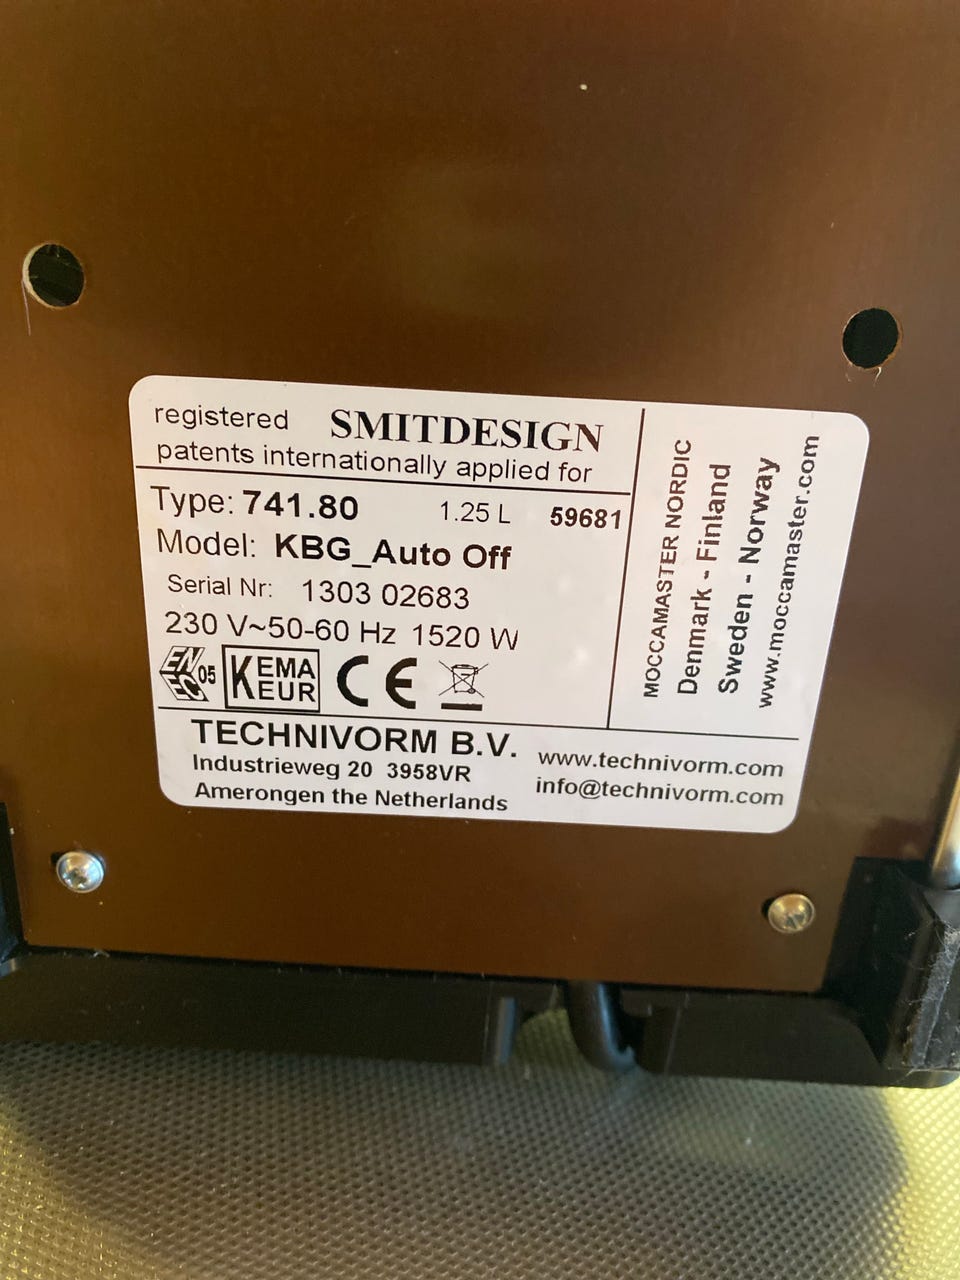 registered SMITDESIGN
patents internationally applied for
Type: 741.80 1.25 L 59681
Model: KBG_Auto Off
Serial Nr: 1303 02683
230 V~50-60 Hz 1520 W
EN EC 05 KEMA EUR CE
MOCCAMASTER NORDIC
Denmark - Finland
Sweden - Norway
www.moccamaster.com
TECHNIVORM B.V.
Industrieweg 20 3958VR
Amerongen the Netherlands
www.technivorm.com
info@technivorm.com